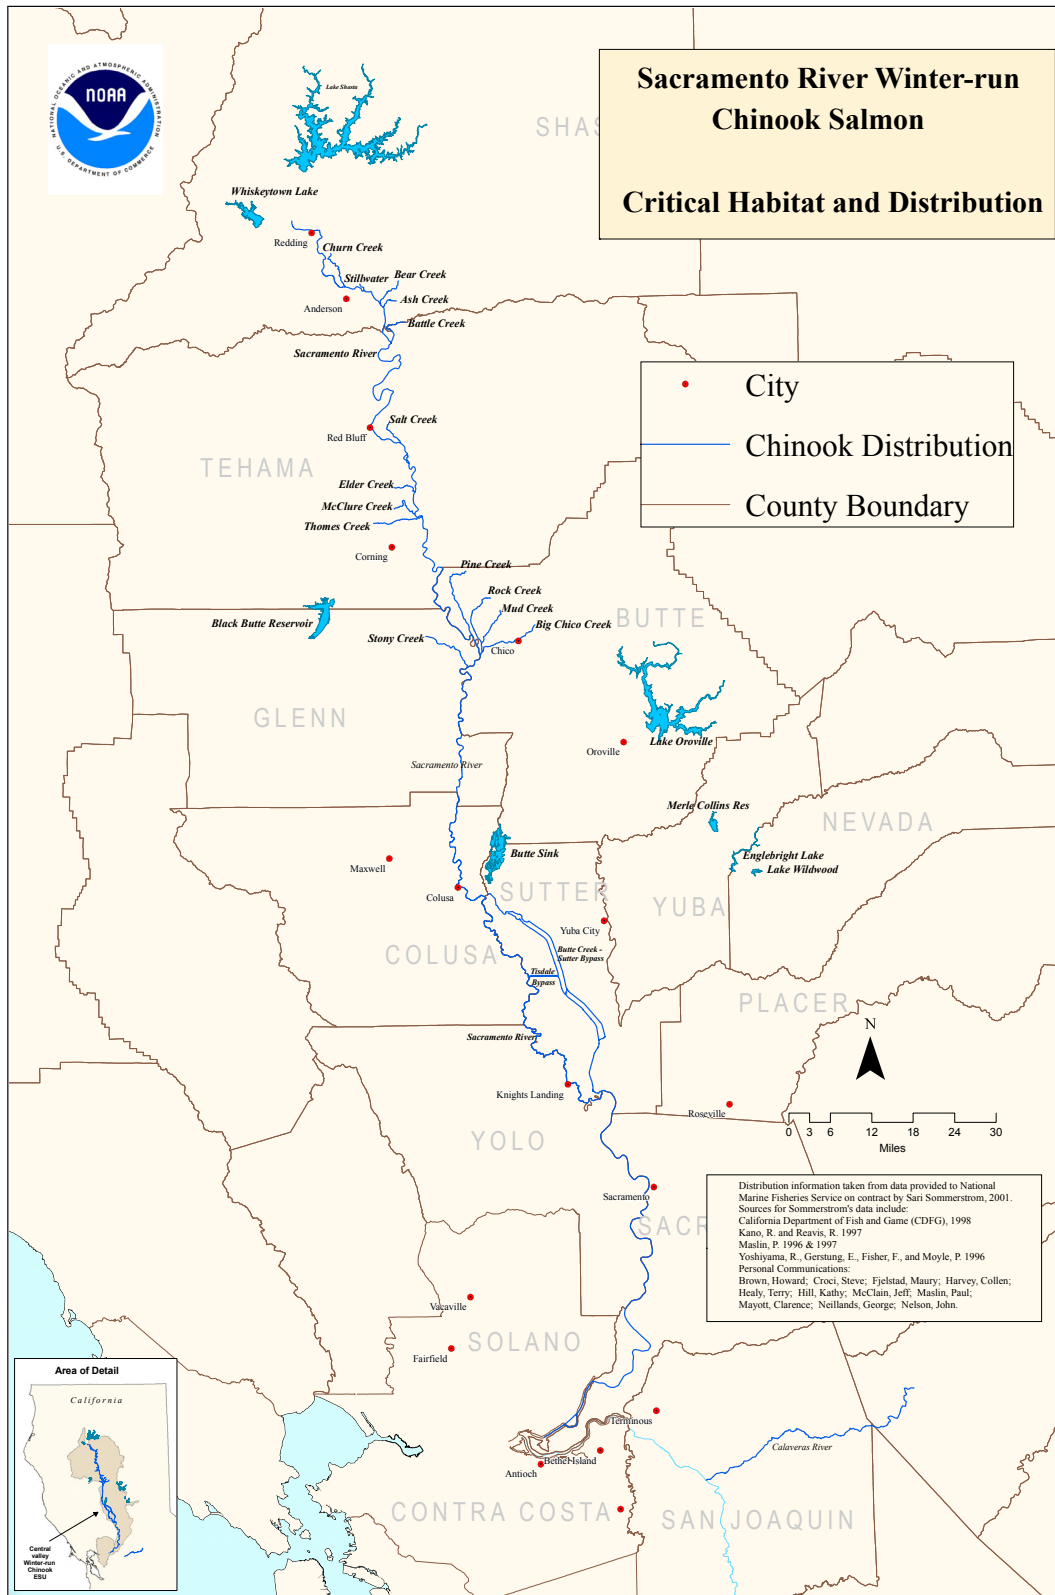 NATIONAL OCEANIC AND ATMOSPHERIC ADMINISTRATION
NOAA
U.S. DEPARTMENT OF COMMERCE
Sacramento River Winter-run
Chinook Salmon
Critical Habitat and Distribution
Lake Shasta
SHAS
Whiskeytown Lake
Redding
Churn Creek
Stillwater
Bear Creek
Anderson
Ash Creek
Battle Creek
Sacramento River
City
Chinook Distribution
County Boundary
Salt Creek
Red Bluff
TEHAMA
Elder Creek
McClure Creek
Thomes Creek
Corning
Pine Creek
Rock Creek
Mud Creek
Big Chico Creek
BUTTE
Black Butte Reservoir
Stony Creek
Chico
GLENN
Lake Oroville
Oroville
Sacramento River
Merle Collins Res
NEVADA
Butte Sink
Englebright Lake
Lake Wildwood
Maxwell
Colusa
SUTTER
YUBA
Yuba City
COLUSA
Butte Creek -
Sutter Bypass
Tisdale
Bypass
PLACER
N
Sacramento River
Knights Landing
Roseville
0 3 6 12 18 24 30
Miles
YOLO
Sacramento
SACR
Distribution information taken from data provided to National
Marine Fisheries Service on contract by Sari Sommerstrom, 2001.
Sources for Sommerstrom's data include:
California Department of Fish and Game (CDFG), 1998
Kano, R. and Reavis, R. 1997
Maslin, P. 1996 & 1997
Yoshiyama, R., Gerstung, E., Fisher, F., and Moyle, P. 1996
Personal Communications:
Brown, Howard; Croci, Steve; Fjelstad, Maury; Harvey, Collen;
Healy, Terry; Hill, Kathy; McClain, Jeff; Maslin, Paul;
Mayott, Clarence; Neillands, George; Nelson, John.
Vacaville
SOLANO
Fairfield
Area of Detail
California
Central
valley
Winter-run
Chinook
ESU
Terminous
Calaveras River
Bethel Island
Antioch
CONTRA COSTA
SAN JOAQUIN